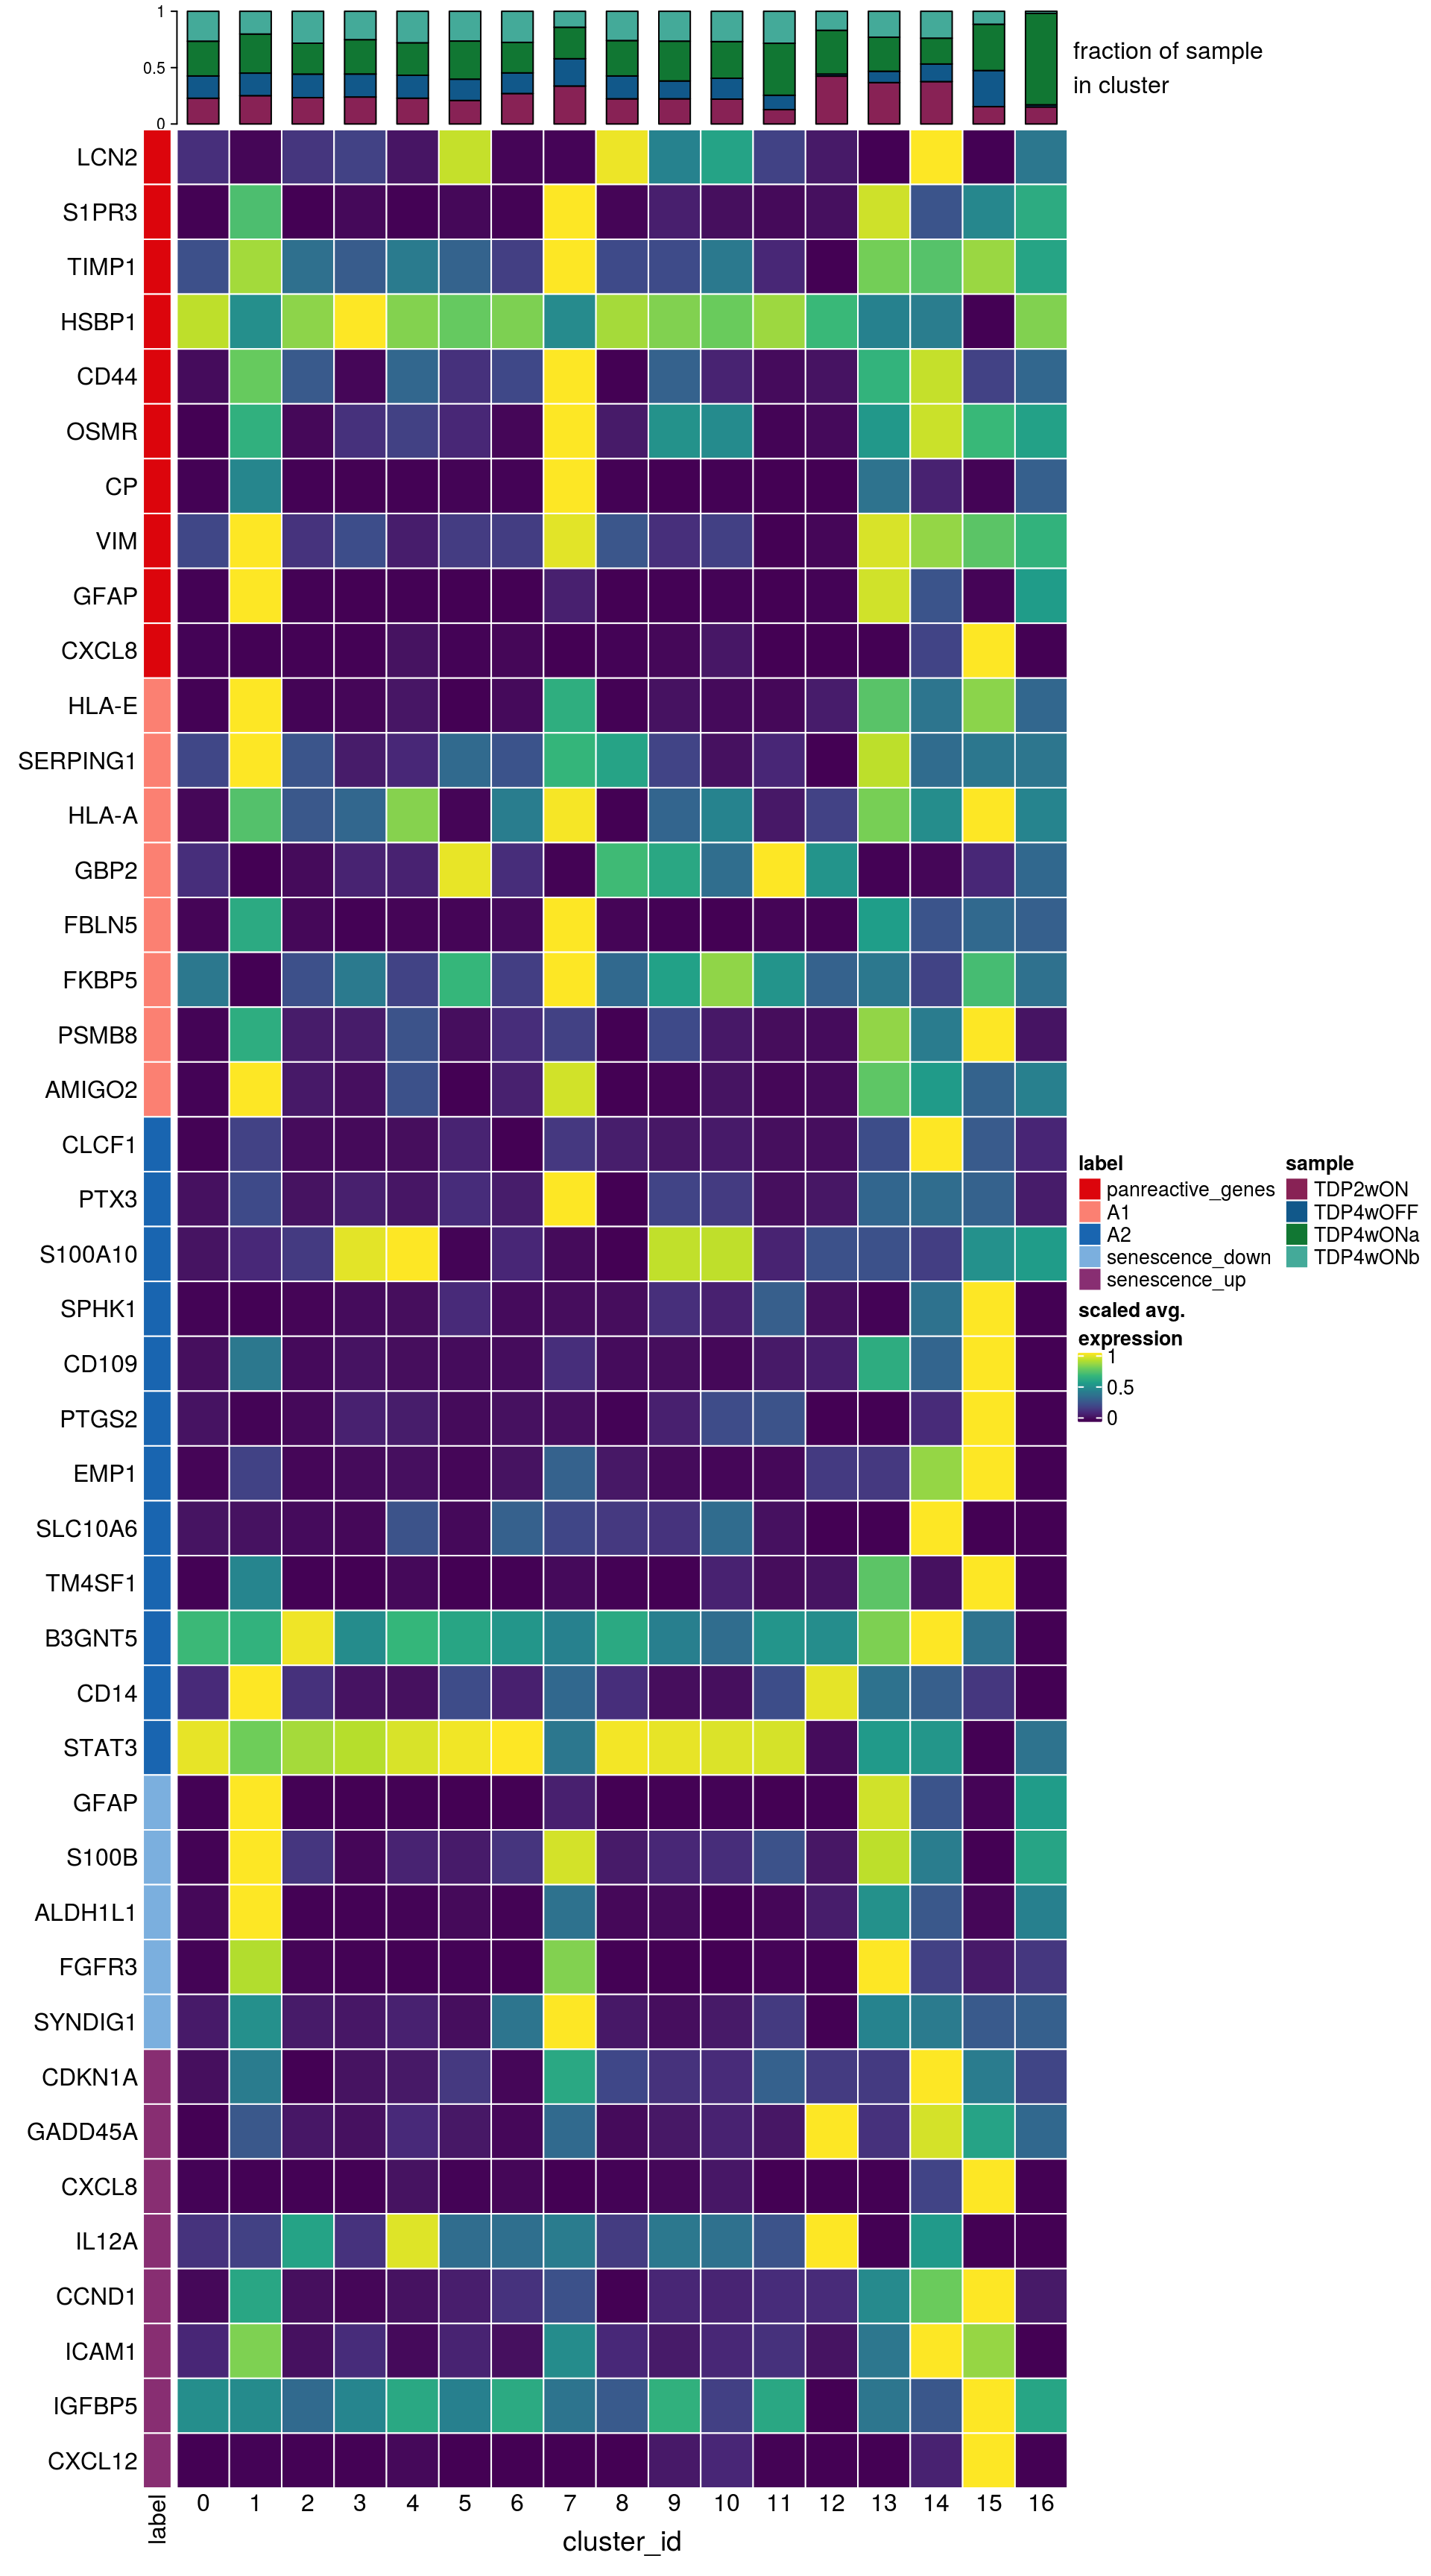 1
0.5
0
fraction of sample
in cluster
LCN2
S1PR3
TIMP1
HSBP1
CD44
OSMR
CP
VIM
GFAP
CXCL8
HLA-E
SERPING1
HLA-A
GBP2
FBLN5
FKBP5
PSMB8
AMIGO2
CLCF1
PTX3
S100A10
SPHK1
CD109
PTGS2
EMP1
SLC10A6
TM4SF1
B3GNT5
CD14
STAT3
GFAP
S100B
ALDH1L1
FGFR3
SYNDIG1
CDKN1A
GADD45A
CXCL8
IL12A
CCND1
ICAM1
IGFBP5
CXCL12
label
0 1 2 3 4 5 6 7 8 9 10 11 12 13 14 15 16
cluster_id
label
panreactive_genes
A1
A2
senescence_down
senescence_up
sample
TDP2wON
TDP4wOFF
TDP4wONa
TDP4wONb
scaled avg.
expression
1
0.5
0